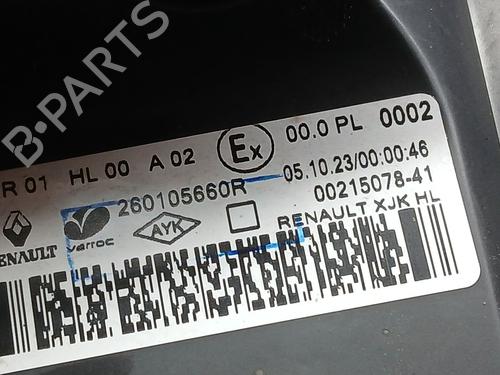 R 01 HL 00 A 02 Ex 00.0 PL 0002
260105660R 05.10.23/00:00:46
RENAULT varroc AYK 00215078-41
RENAULT XJK HL
B-PARTS